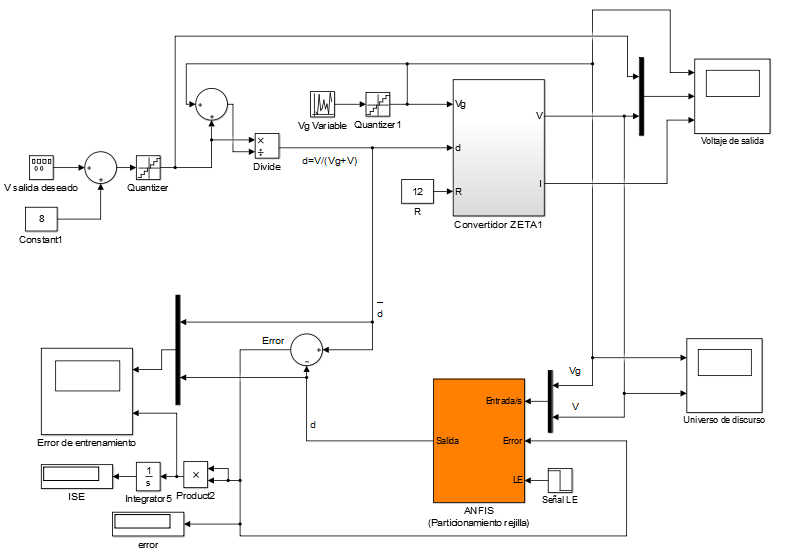 Vg Variable
Quantizer1
Vg
d
R
V
I
Convertidor ZETA1
Voltaje de salida
V salida deseado
Quantizer
×
÷
Divide
d=V/(Vg+V)
12
R
8
Constant1
d
Error
Error de entrenamiento
d
Vg
V
Universo de discurso
Entrada/s
Salida
Error
LE
ANFIS
(Particionamiento rejilla)
Señal LE
ISE
1
s
Integrator5
×
Product2
error